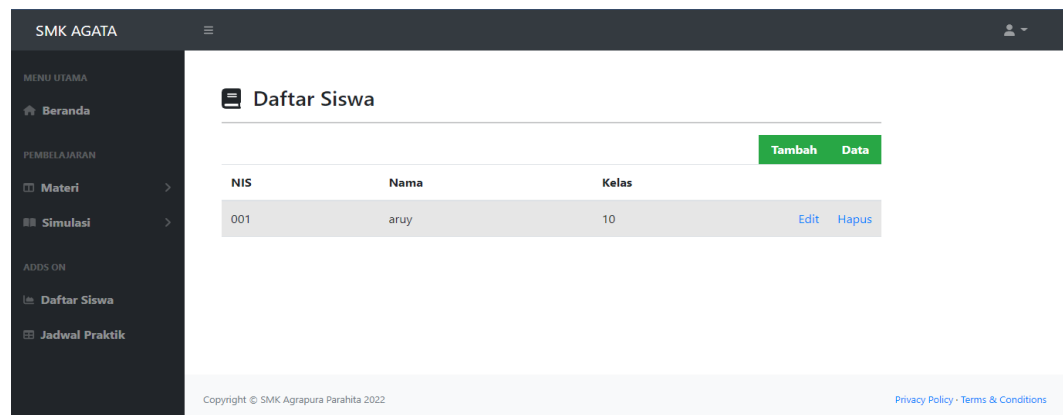 SMK AGATA
MENU UTAMA
Beranda
PEMBELAJARAN
Materi
Simulasi
ADDS ON
Daftar Siswa
Jadwal Praktik
Daftar Siswa
Tambah Data
NIS Nama Kelas
001 aruy 10 Edit Hapus
Copyright © SMK Agrapura Parahita 2022
Privacy Policy · Terms & Conditions